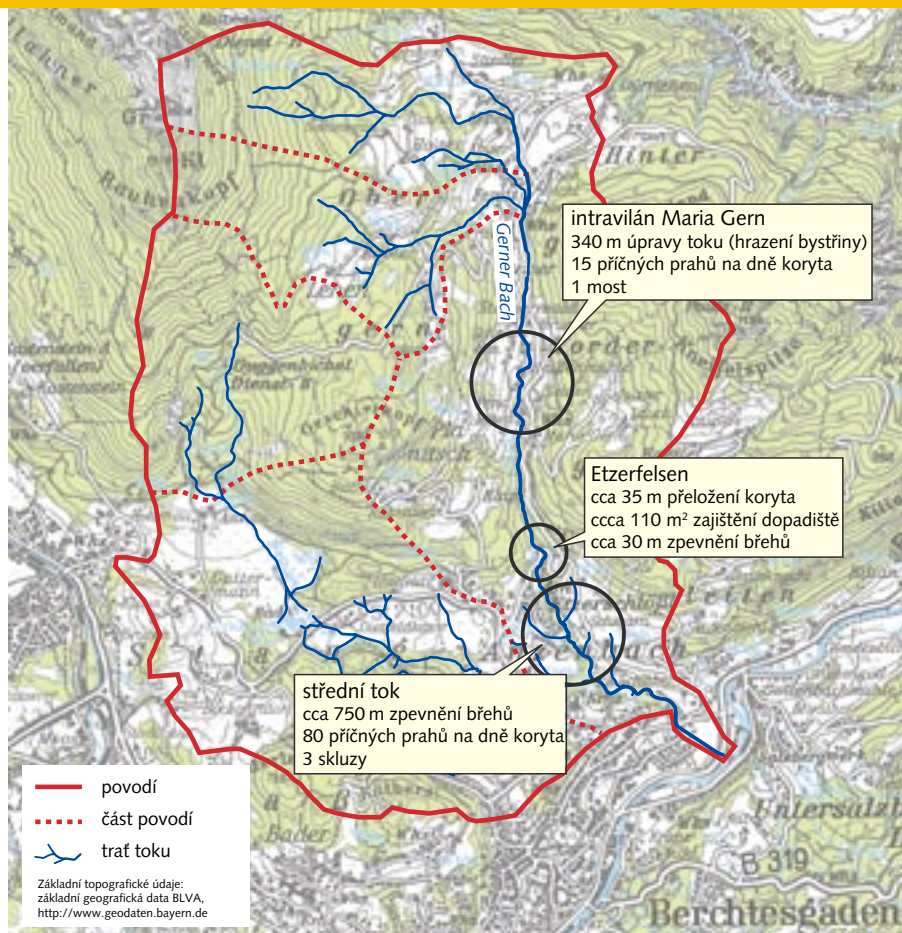 Hinter
intravilán Maria Gern
340 m úpravy toku (hrazení bystřiny)
15 příčných prahů na dně koryta
1 most
Gerner Bach
Etzerfelsen
cca 35 m přeložení koryta
ccca 110 m² zajištění dopadiště
cca 30 m zpevnění břehů
střední tok
cca 750 m zpevnění břehů
80 příčných prahů na dně koryta
3 skluzy
povodí
část povodí
trať toku
Základní topografické údaje:
základní geografická data BLVA,
http://www.geodaten.bayern.de
B 319
Berchtesgaden